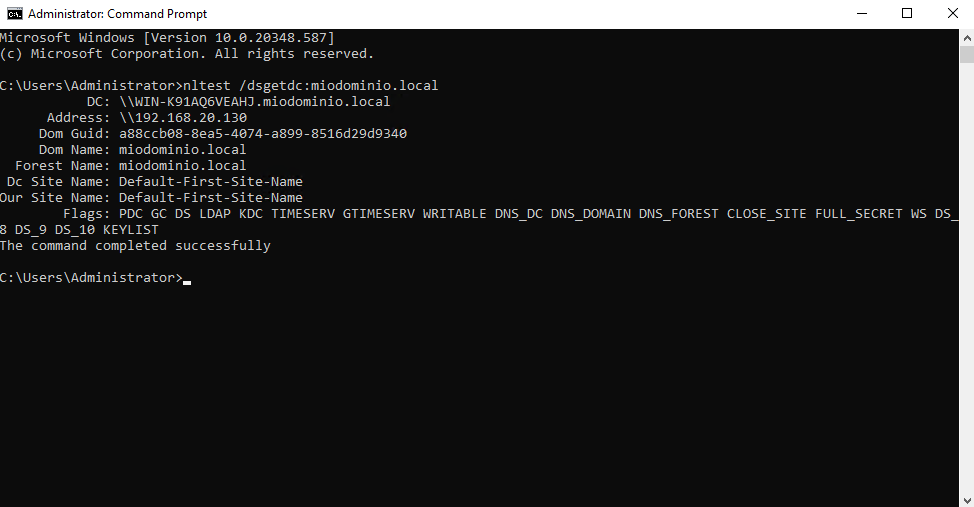 Administrator: Command Prompt
Microsoft Windows [Version 10.0.20348.587]
(c) Microsoft Corporation. All rights reserved.
C:\Users\Administrator>nltest /dsgetdc:miodominio.local
DC: \\WIN-K91AQ6VEAHJ.miodominio.local
Address: \\192.168.20.130
Dom Guid: a88ccb08-8ea5-4074-a899-8516d29d9340
Dom Name: miodominio.local
Forest Name: miodominio.local
Dc Site Name: Default-First-Site-Name
Our Site Name: Default-First-Site-Name
Flags: PDC GC DS LDAP KDC TIMESERV GTIMESERV WRITABLE DNS_DC DNS_DOMAIN DNS_FOREST CLOSE_SITE FULL_SECRET WS DS_
8 DS_9 DS_10 KEYLIST
The command completed successfully
C:\Users\Administrator>